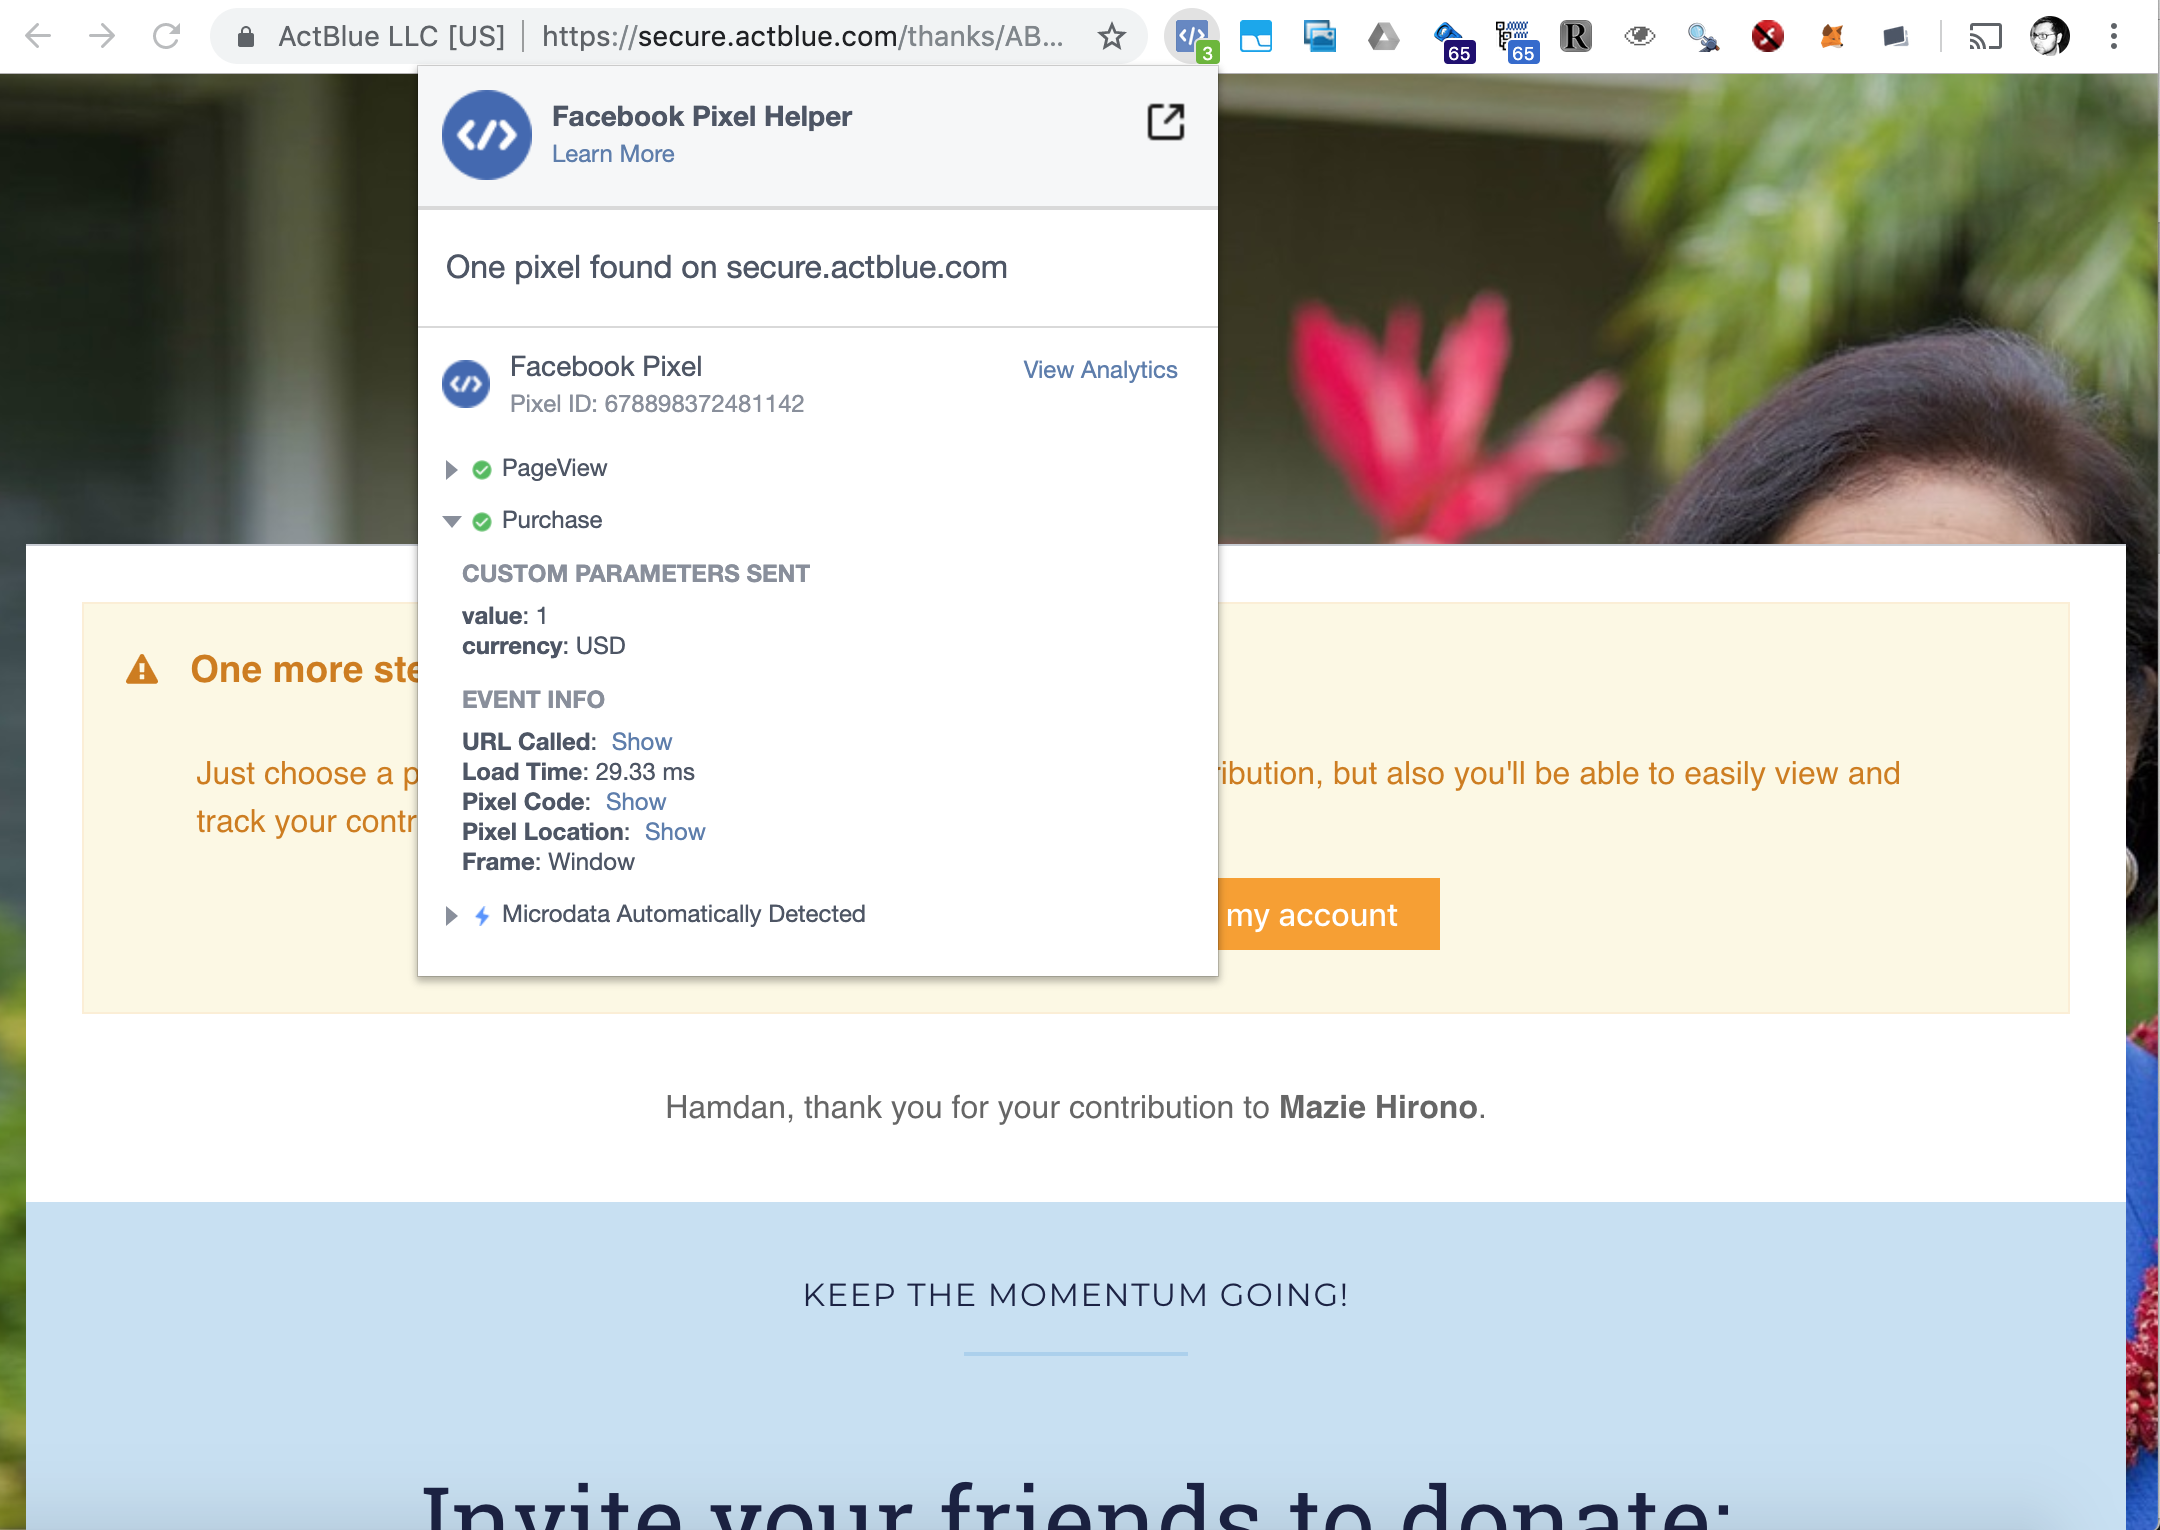 ActBlue LLC [US] https://secure.actblue.com/thanks/AB...
3
65
65
R
Facebook Pixel Helper
Learn More
One pixel found on secure.actblue.com
Facebook Pixel
View Analytics
Pixel ID: 678898372481142
PageView
Purchase
CUSTOM PARAMETERS SENT
value: 1
currency: USD
EVENT INFO
URL Called: Show
Load Time: 29.33 ms
Pixel Code: Show
Pixel Location: Show
Frame: Window
Microdata Automatically Detected
One more ste
Just choose a p ribution, but also you'll be able to easily view and
track your contr
my account
Hamdan, thank you for your contribution to Mazie Hirono.
KEEP THE MOMENTUM GOING!
Invite your friends to donate: